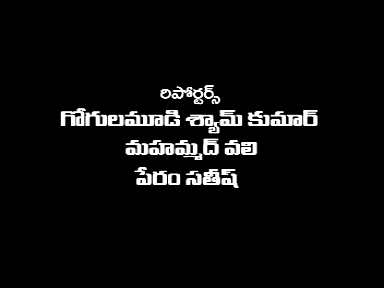 రిపోర్టర్స్
గోగులమూడి శ్యామ్ కుమార్
మహమ్మద్ వలి
పేరం సతీష్